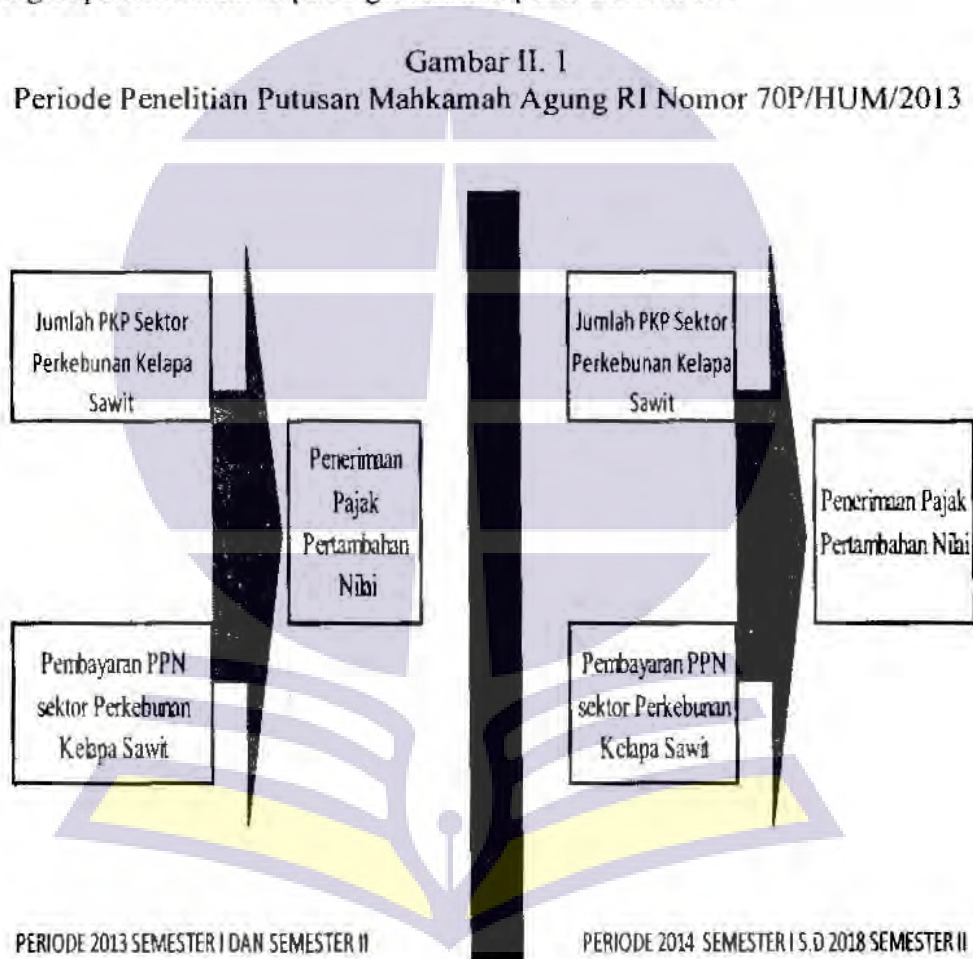 Gambar II. 1
Periode Penelitian Putusan Mahkamah Agung RI Nomor 70P/HUM/2013
Jumlah PKP Sektor
Perkebunan Kelapa
Sawit
Penerimaan
Pajak
Pertambahan
Nilai
Pembayaran PPN
sektor Perkebunan
Kelapa Sawit
PERIODE 2013 SEMESTER I DAN SEMESTER II
Jumlah PKP Sektor
Perkebunan Kelapa
Sawit
Penerimaan Pajak
Pertambahan Nilai
Pembayaran PPN
sektor Perkebunan
Kelapa Sawit
PERIODE 2014 SEMESTER I S.D 2018 SEMESTER II